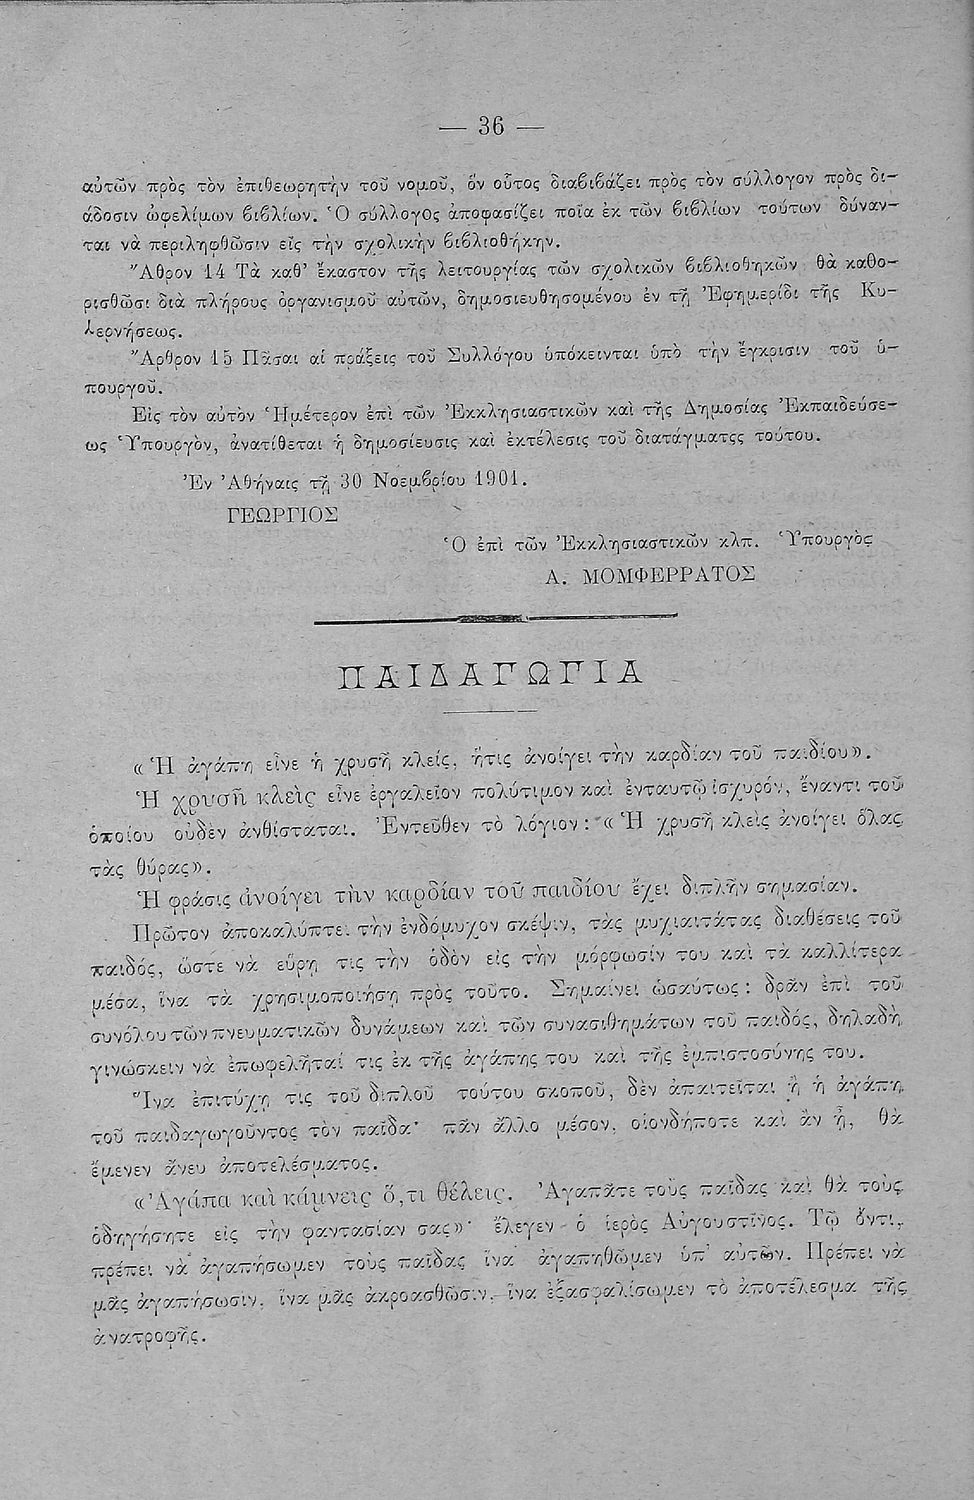 — 36 —
αὐτῶν πρὸς τὸν ἐπιθεωρητὴν τοῦ νομοῦ, ὃν οὗτος διαβιβάζει πρὸς τὸν σύλλογον πρὸς δι-
άδοσιν ὠφελίμων βιβλίων. Ὁ σύλλογος ἀποφασίζει ποῖα ἐκ τῶν βιβλίων τούτων δύναν-
ται νὰ περιληφθῶσιν εἰς τὴν σχολικὴν βιβλιοθήκην.
Ἄθρον 14 Τὰ καθ' ἕκαστον τῆς λειτουργίας τῶν σχολικῶν βιβλιοθηκῶν θὰ καθο-
ρισθῶσι διὰ πλήρους ὀργανισμοῦ αὐτῶν, δημοσιευθησομένου ἐν τῇ Ἐφημερίδι τῆς Κυ-
βερνήσεως.
Ἄρθρον 15 Πᾶσαι αἱ πράξεις τοῦ Συλλόγου ὑπόκεινται ὑπὸ τὴν ἔγκρισιν τοῦ ὑ-
πουργοῦ.
Εἰς τὸν αὐτὸν Ἡμέτερον ἐπὶ τῶν Ἐκκλησιαστικῶν καὶ τῆς Δημοσίας Ἐκπαιδεύσε-
ως Ὑπουργὸν, ἀνατίθεται ἡ δημοσίευσις καὶ ἐκτέλεσις τοῦ διατάγματςς τούτου.
Ἐν Ἀθήναις τῇ 30 Νοεμβρίου 1901.
ΓΕΩΡΓΙΟΣ
Ὁ ἐπὶ τῶν Ἐκκλησιαστικῶν κλπ. Ὑπουργὸς
Α. ΜΟΜΦΕΡΡΑΤΟΣ
ΠΑΙΔΑΓΩΓΙΑ
«Ἡ ἀγάπη εἶνε ἡ χρυσῆ κλείς, ἥτις ἀνοίγει τὴν καρδίαν τοῦ παιδίου».
Ἡ χρυσῆ κλεὶς εἶνε ἐργαλεῖον πολύτιμον καὶ ἐνταυτῷ ἰσχυρόν, ἔναντι τοῦ
ὁποίου οὐδὲν ἀνθίσταται. Ἐντεῦθεν τὸ λόγιον: «Ἡ χρυσῆ κλεὶς ἀνοίγει ὅλας
τὰς θύρας».
Ἡ φράσις ἀνοίγει τὴν καρδίαν τοῦ παιδίου ἔχει διπλῆν σημασίαν.
Πρῶτον ἀποκαλύπτει τὴν ἐνδόμυχον σκέψιν, τὰς μυχιαιτάτας διαθέσεις τοῦ
παιδός, ὥστε νὰ εὕρῃ τις τὴν ὁδὸν εἰς τὴν μόρφωσίν του καὶ τὰ καλλίτερα
μέσα, ἵνα τὰ χρησιμοποιήσῃ πρὸς τοῦτο. Σημαίνει ὡσαύτως: δρᾶν ἐπὶ τοῦ
συνόλου τῶν πνευματικῶν δυνάμεων καὶ τῶν συνασιθημάτων τοῦ παιδός, δηλαδὴ
γινώσκειν νὰ ἐπωφελῆταί τις ἐκ τῆς ἀγάπης του καὶ τῆς ἐμπιστοσύνης του.
Ἵνα ἐπιτύχῃ τις τοῦ διπλοῦ τούτου σκοποῦ, δὲν ἀπαιτεῖται ἢ ἡ ἀγάπη
τοῦ παιδαγωγοῦντος τὸν παῖδα· πᾶν ἄλλο μέσον, οἱονδήποτε καὶ ἂν ᾖ, θὰ
ἔμενεν ἄνευ ἀποτελέσματος.
«Ἀγάπα καὶ κάμνεις ὅ,τι θέλεις. Ἀγαπᾶτε τοὺς παῖδας καὶ θὰ τοὺς
ὁδηγήσητε εἰς τὴν φαντασίαν σας»· ἔλεγεν ὁ ἱερὸς Αὐγουστῖνος. Τῷ ὄντι,
πρέπει νὰ ἀγαπήσωμεν τοὺς παῖδας ἵνα ἀγαπηθῶμεν ὑπ' αὐτῶν. Πρέπει νὰ
μᾶς ἀγαπήσωσιν, ἵνα μᾶς ἀκροασθῶσιν, ἵνα ἐξασφαλίσωμεν τὸ ἀποτέλεσμα τῆς
ἀνατροφῆς.